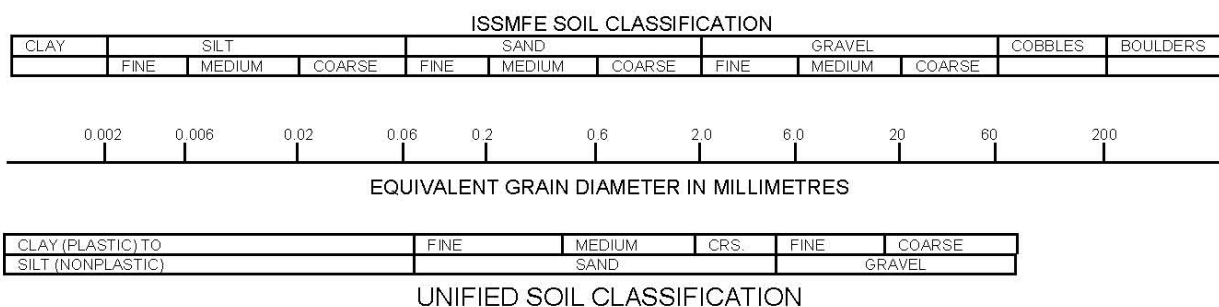 ISSMFE SOIL CLASSIFICATION
CLAY SILT SAND GRAVEL COBBLES BOULDERS
FINE MEDIUM COARSE FINE MEDIUM COARSE FINE MEDIUM COARSE
0.002 0.006 0.02 0.06 0.2 0.6 2.0 6.0 20 60 200
EQUIVALENT GRAIN DIAMETER IN MILLIMETRES
CLAY (PLASTIC) TO FINE MEDIUM CRS. FINE COARSE
SILT (NONPLASTIC) SAND GRAVEL
UNIFIED SOIL CLASSIFICATION